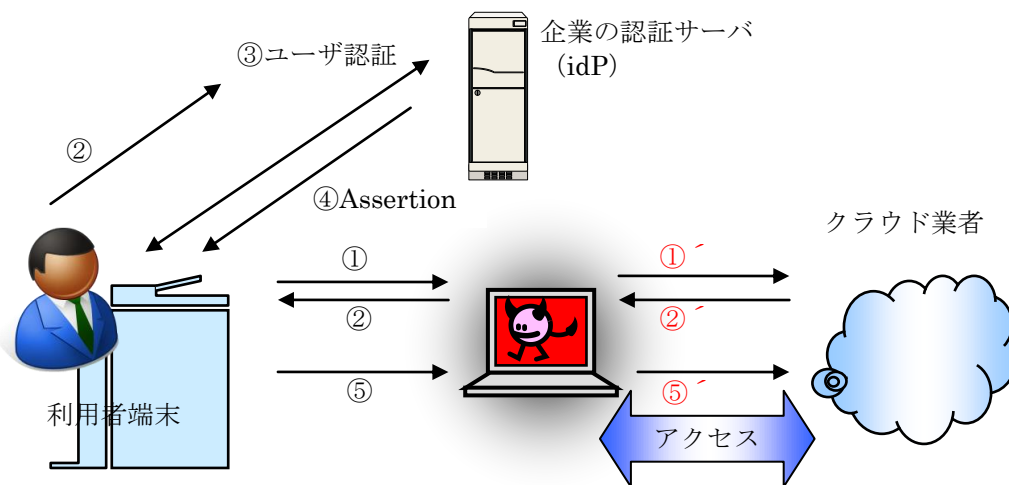 企業の認証サーバ
（idP）
③ユーザ認証
②
④Assertion
クラウド業者
①
①´
②
②´
⑤
⑤´
利用者端末
アクセス